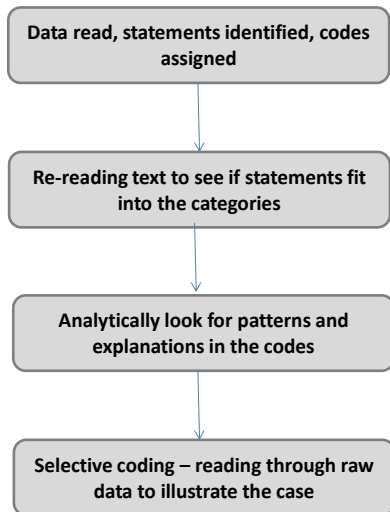 Data read, statements identified, codes
assigned
Re-reading text to see if statements fit
into the categories
Analytically look for patterns and
explanations in the codes
Selective coding – reading through raw
data to illustrate the case